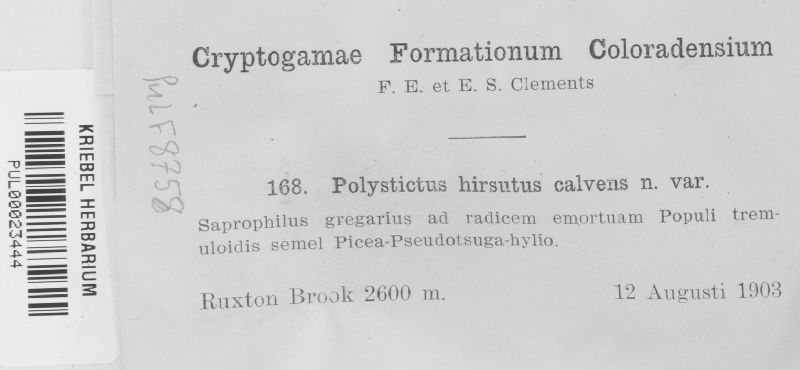 Cryptogamae Formationum Coloradensium
F. E. et E. S. Clements
168. Polystictus hirsutus calvens n. var.
Saprophilus gregarius ad radicem emortuam Populi trem-
uloidis semel Picea-Pseudotsuga-hylio.
Ruxton Brook 2600 m. 12 Augusti 1903
Pul F8758
KRIEBEL HERBARIUM
PUL00023444